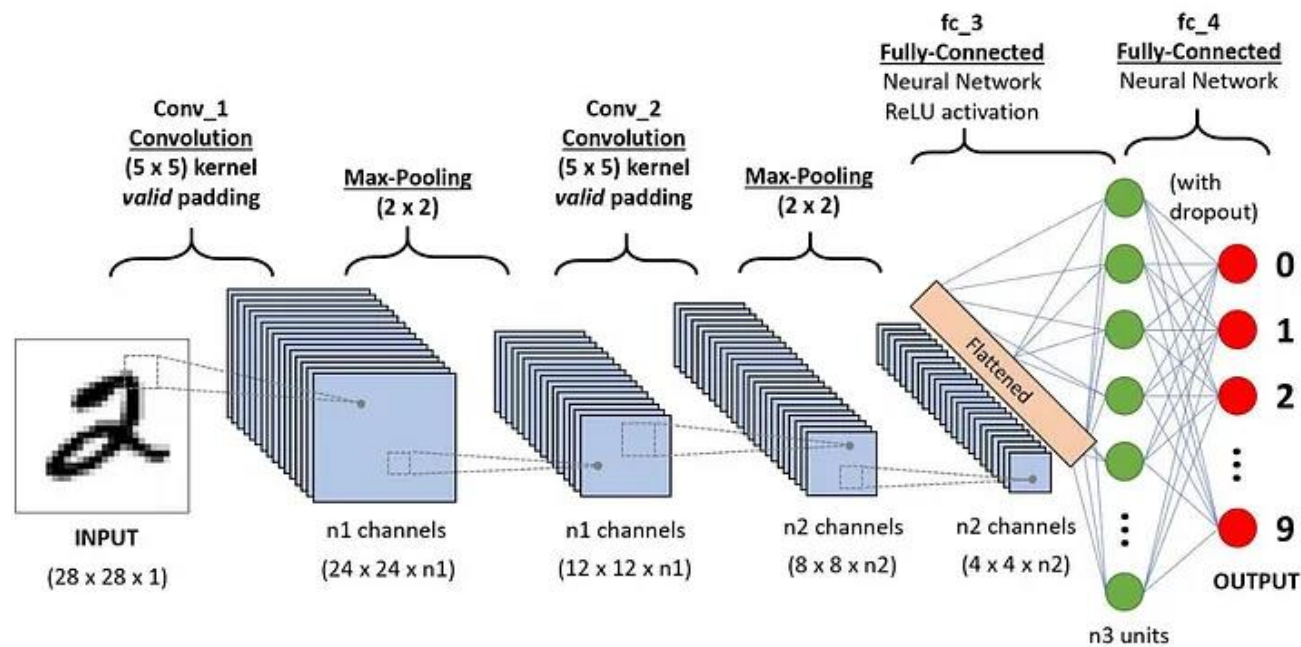 Conv_1
Convolution
(5 x 5) kernel
valid padding
Max-Pooling
(2 x 2)
Conv_2
Convolution
(5 x 5) kernel
valid padding
Max-Pooling
(2 x 2)
fc_3
Fully-Connected
Neural Network
ReLU activation
fc_4
Fully-Connected
Neural Network
(with
dropout)
Flattened
0
1
2
9
OUTPUT
2
INPUT
(28 x 28 x 1)
n1 channels
(24 x 24 x n1)
n1 channels
(12 x 12 x n1)
n2 channels
(8 x 8 x n2)
n2 channels
(4 x 4 x n2)
n3 units